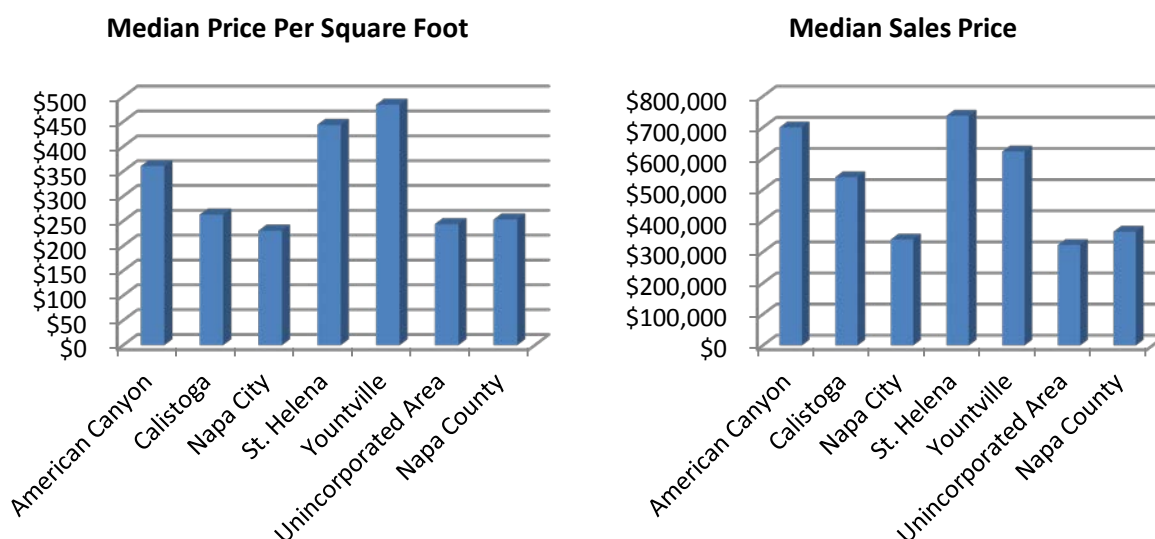 Median Price Per Square Foot
$500
$450
$400
$350
$300
$250
$200
$150
$100
$50
$0
American Canyon
Calistoga
Napa City
St. Helena
Yountville
Unincorporated Area
Napa County
Median Sales Price
$800,000
$700,000
$600,000
$500,000
$400,000
$300,000
$200,000
$100,000
$0
American Canyon
Calistoga
Napa City
St. Helena
Yountville
Unincorporated Area
Napa County